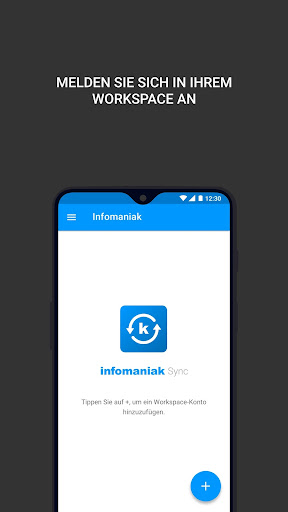 MELDEN SIE SICH IN IHREM
WORKSPACE AN
12:30
Infomaniak
k
infomaniak Sync
Tippen Sie auf +, um ein Workspace-Konto
hinzuzufügen.
+